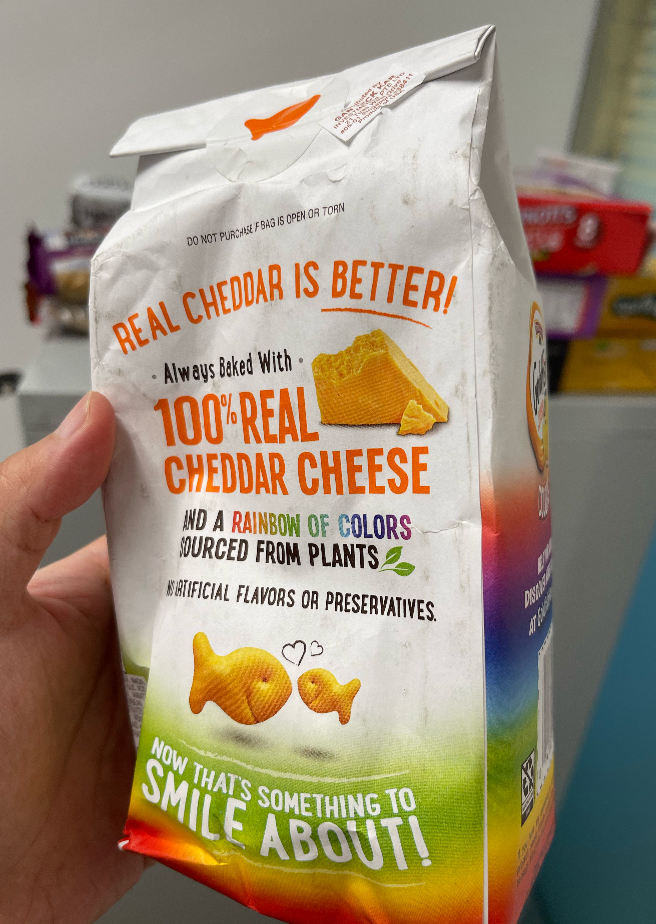 DO NOT PURCHASE IF BAG IS OPEN OR TORN
REAL CHEDDAR IS BETTER!
• Always Baked With •
100% REAL
CHEDDAR CHEESE
AND A RAINBOW OF COLORS
SOURCED FROM PLANTS
NO ARTIFICIAL FLAVORS OR PRESERVATIVES.
NOW THAT'S SOMETHING TO
SMILE ABOUT!